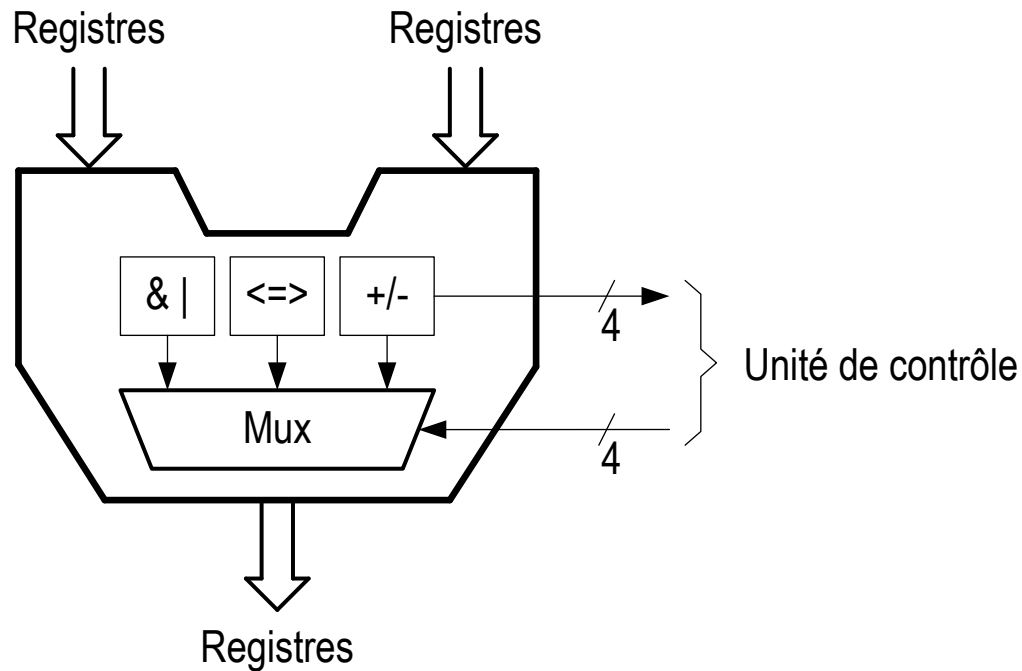 Registres
Registres
& |
<=>
+/-
4
Unité de contrôle
Mux
4
Registres